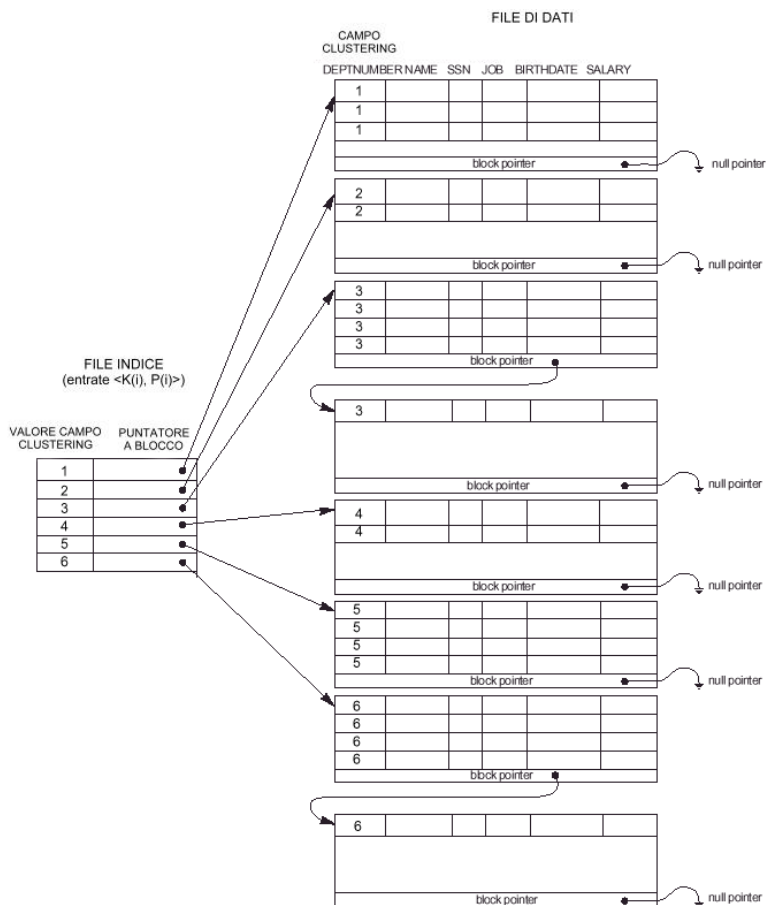 FILE DI DATI
CAMPO
CLUSTERING
DEPTNUMBER NAME SSN JOB BIRTHDATE SALARY
1
1
1
block pointer
null pointer
2
2
block pointer
null pointer
3
3
3
3
block pointer
FILE INDICE
(entrate <K(i), P(i)>)
VALORE CAMPO
CLUSTERING
PUNTATORE
A BLOCCO
1
2
3
4
5
6
3
block pointer
null pointer
4
4
block pointer
null pointer
5
5
5
5
block pointer
null pointer
6
6
6
6
block pointer
6
block pointer
null pointer